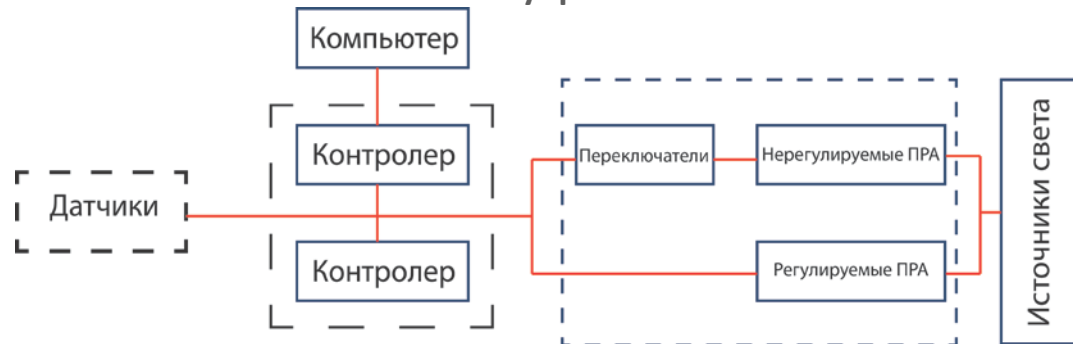 Компьютер
Контролер
Переключатели
Нерегулируемые ПРА
Датчики
Контролер
Регулируемые ПРА
Источники света